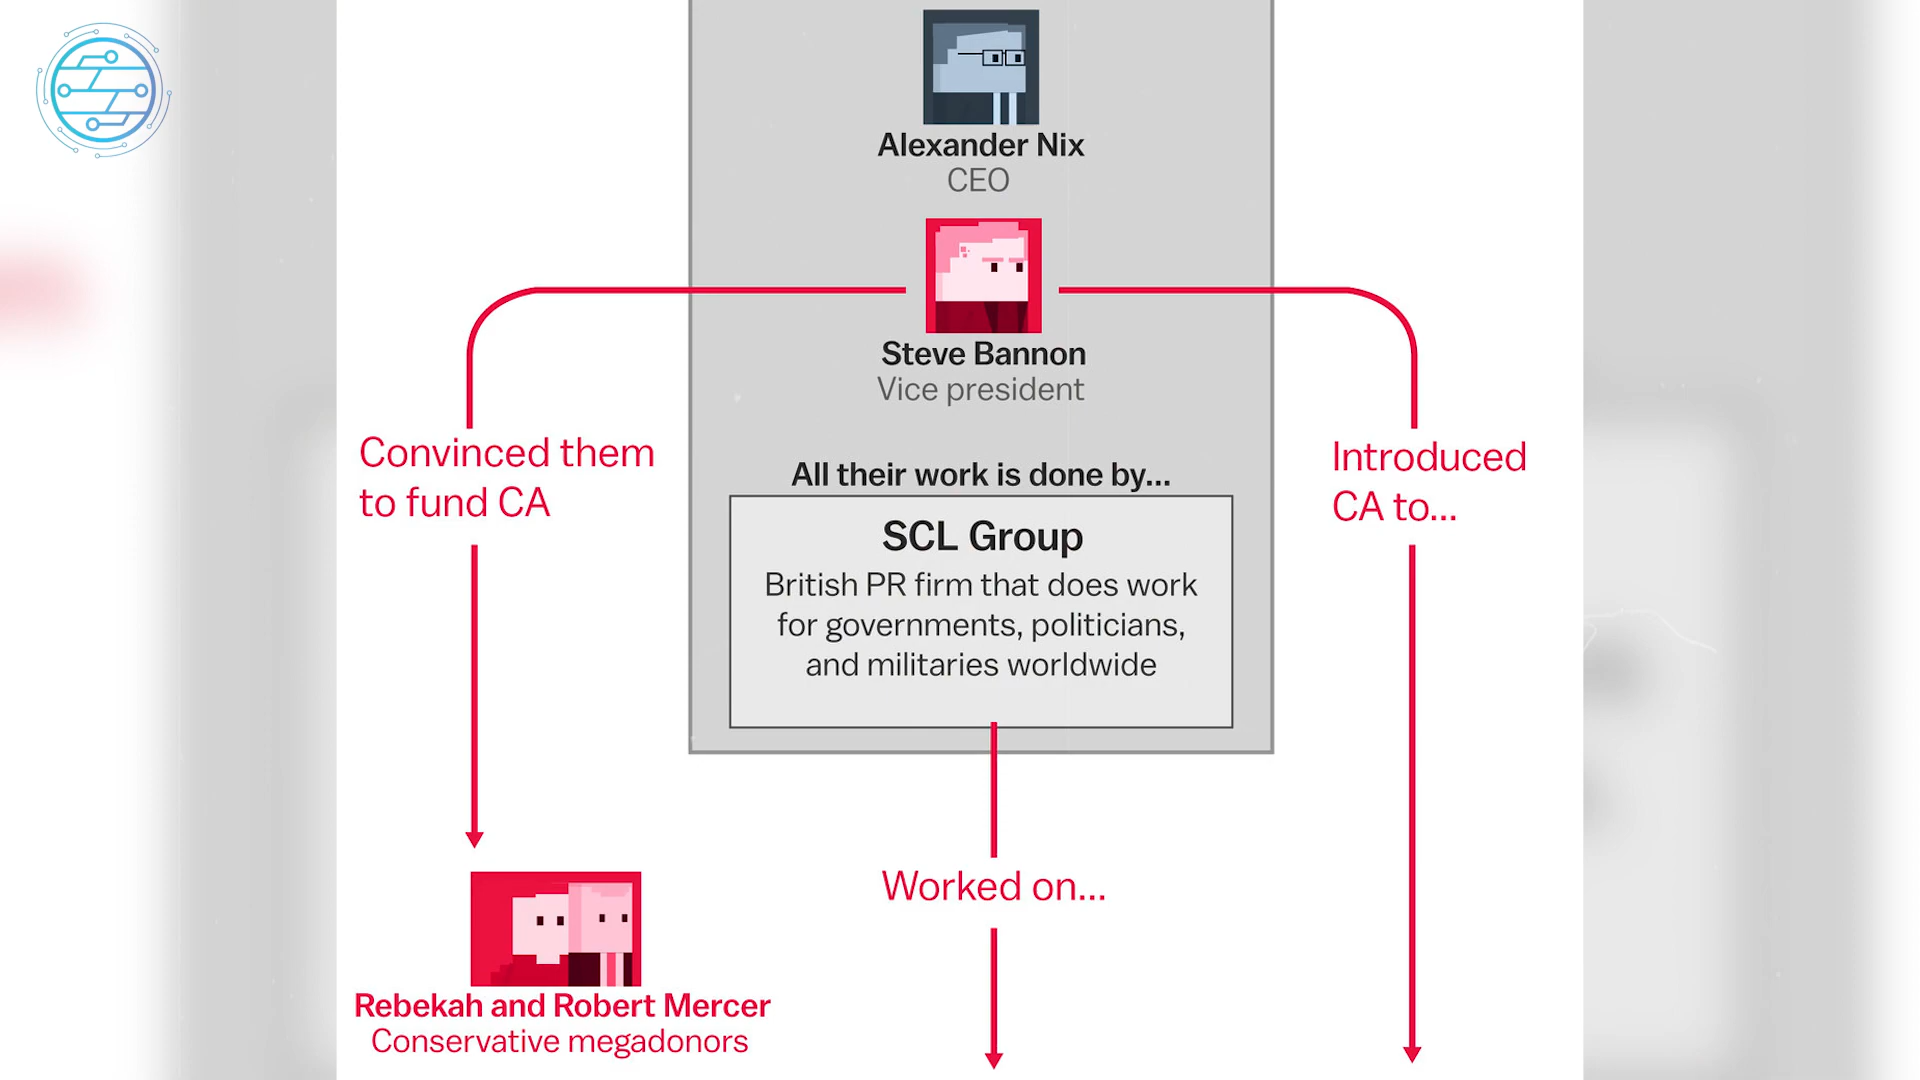 Alexander Nix
CEO
Steve Bannon
Vice president
Convinced them
to fund CA
Introduced
CA to...
All their work is done by...
SCL Group
British PR firm that does work
for governments, politicians,
and militaries worldwide
Worked on...
Rebekah and Robert Mercer
Conservative megadonors